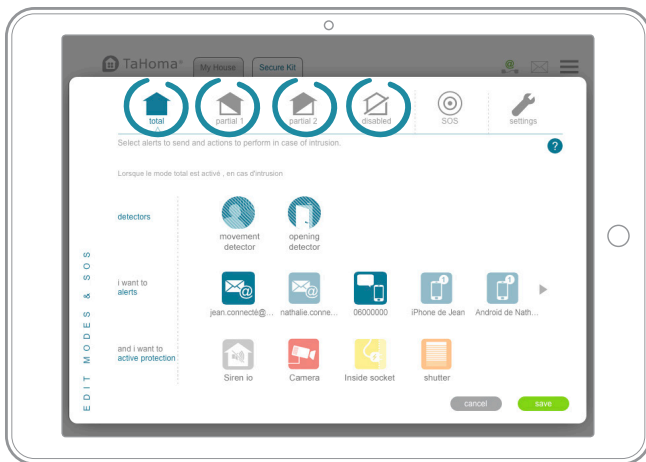 TaHoma®
My House
Secure Kit
total
partial 1
partial 2
disabled
SOS
settings
Select alerts to send and actions to perform in case of intrusion.
?
Lorsque le mode total est activé , en cas d'intrusion
detectors
movement
detector
opening
detector
i want to
alerts
jean.connecté@...
nathalie.conne...
06000000
iPhone de Jean
Android de Nath...
and i want to
active protection
Siren io
Camera
Inside socket
shutter
EDIT MODES & SOS
cancel
save